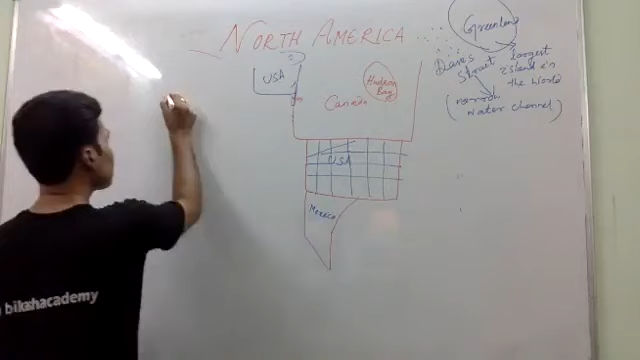 NORTH AMERICA
Greenland
largest
island in
the world
Davis
Strait
(narrow
water channel)
USA
Hudson
Bay
Canada
USA
Mexico
bikshacademy